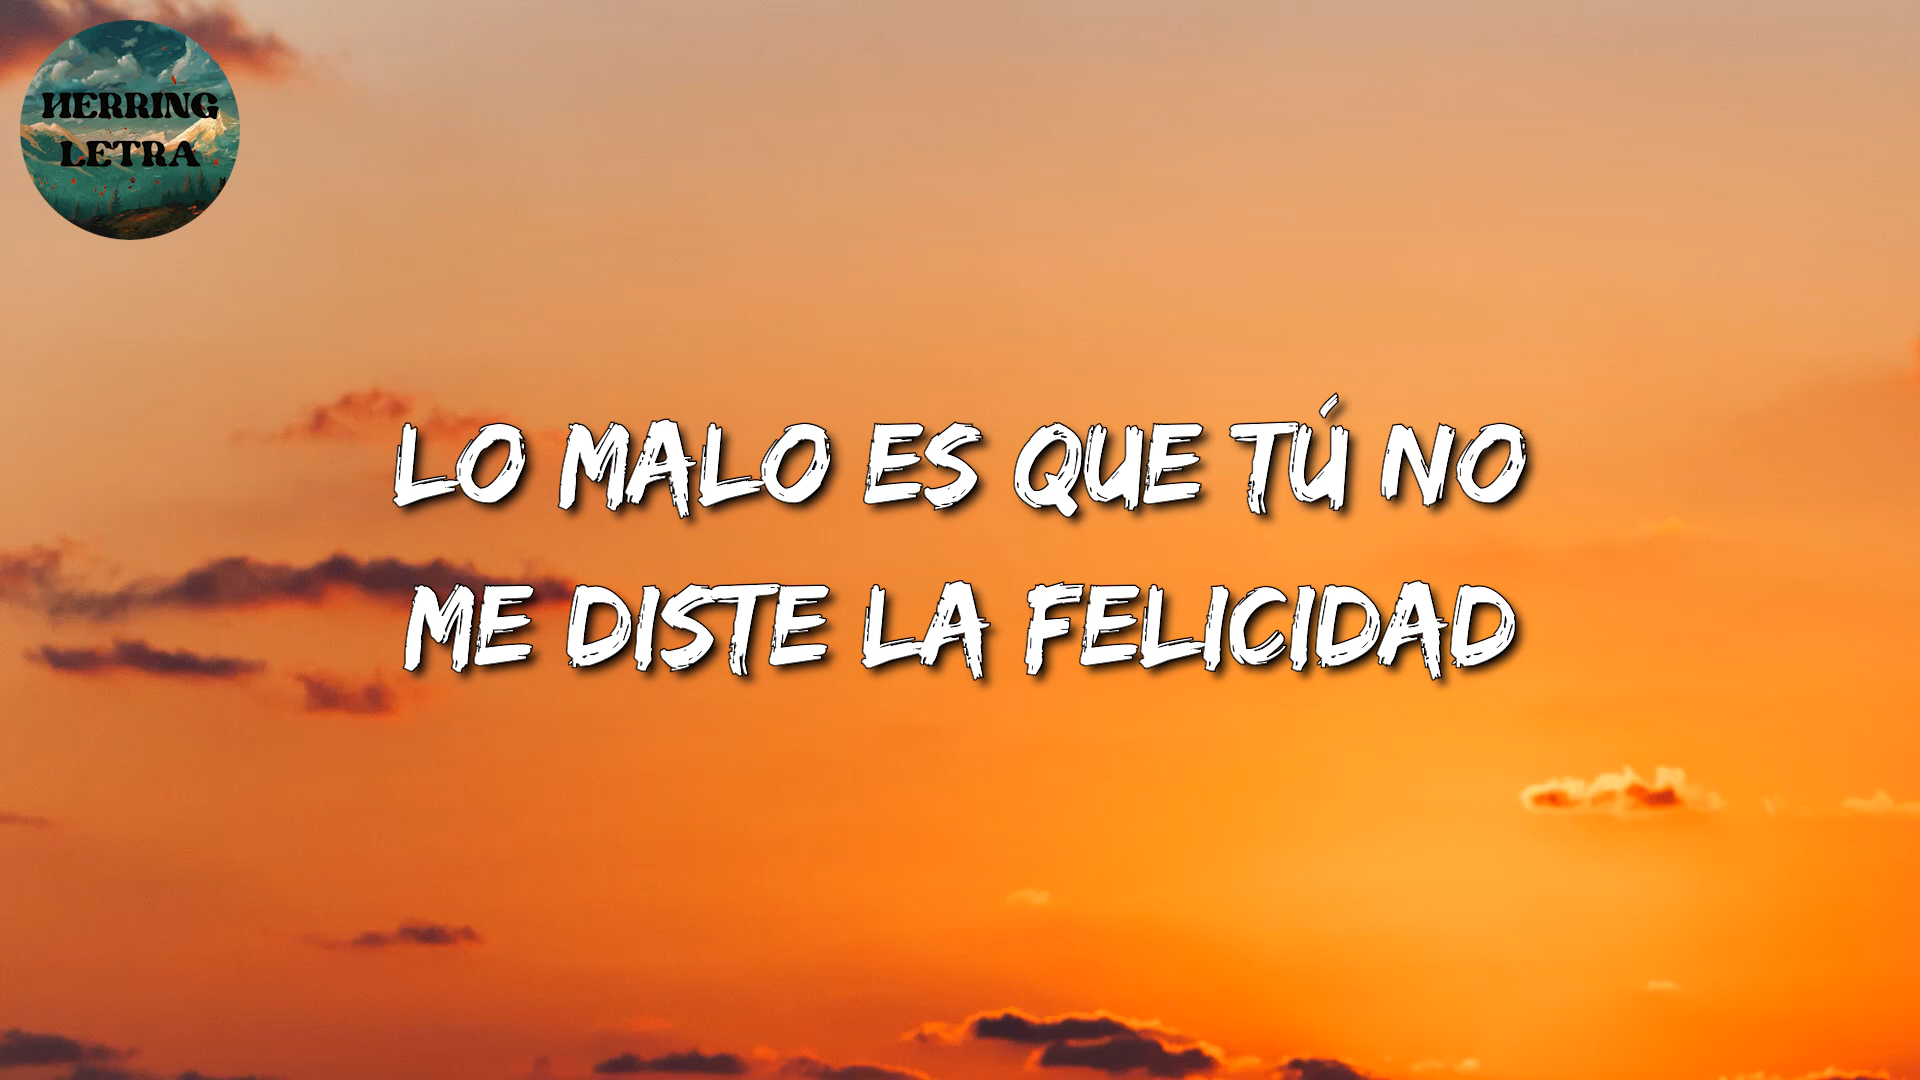 HERRING
LETRA
LO MALO ES QUE TÚ NO
ME DISTE LA FELICIDAD